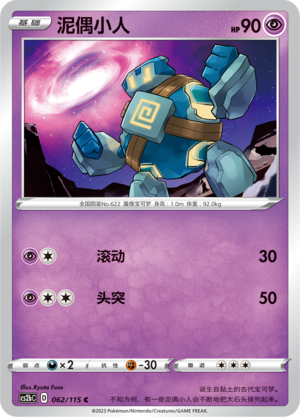 基础 泥偶小人 HP 90
全国图鉴No.622 魔像宝可梦 身高：1.0m 体重：92.0kg
滚动 30
头突 50
弱点 ×2 抗性 -30 撤退
Illus.Ryota Fuse
CS2bC D 062/115 C
诞生自黏土的古代宝可梦。
不知为何，有一些泥偶小人会不断地把大石头排列起来。
©2023 Pokémon/Nintendo/Creatures/GAME FREAK.